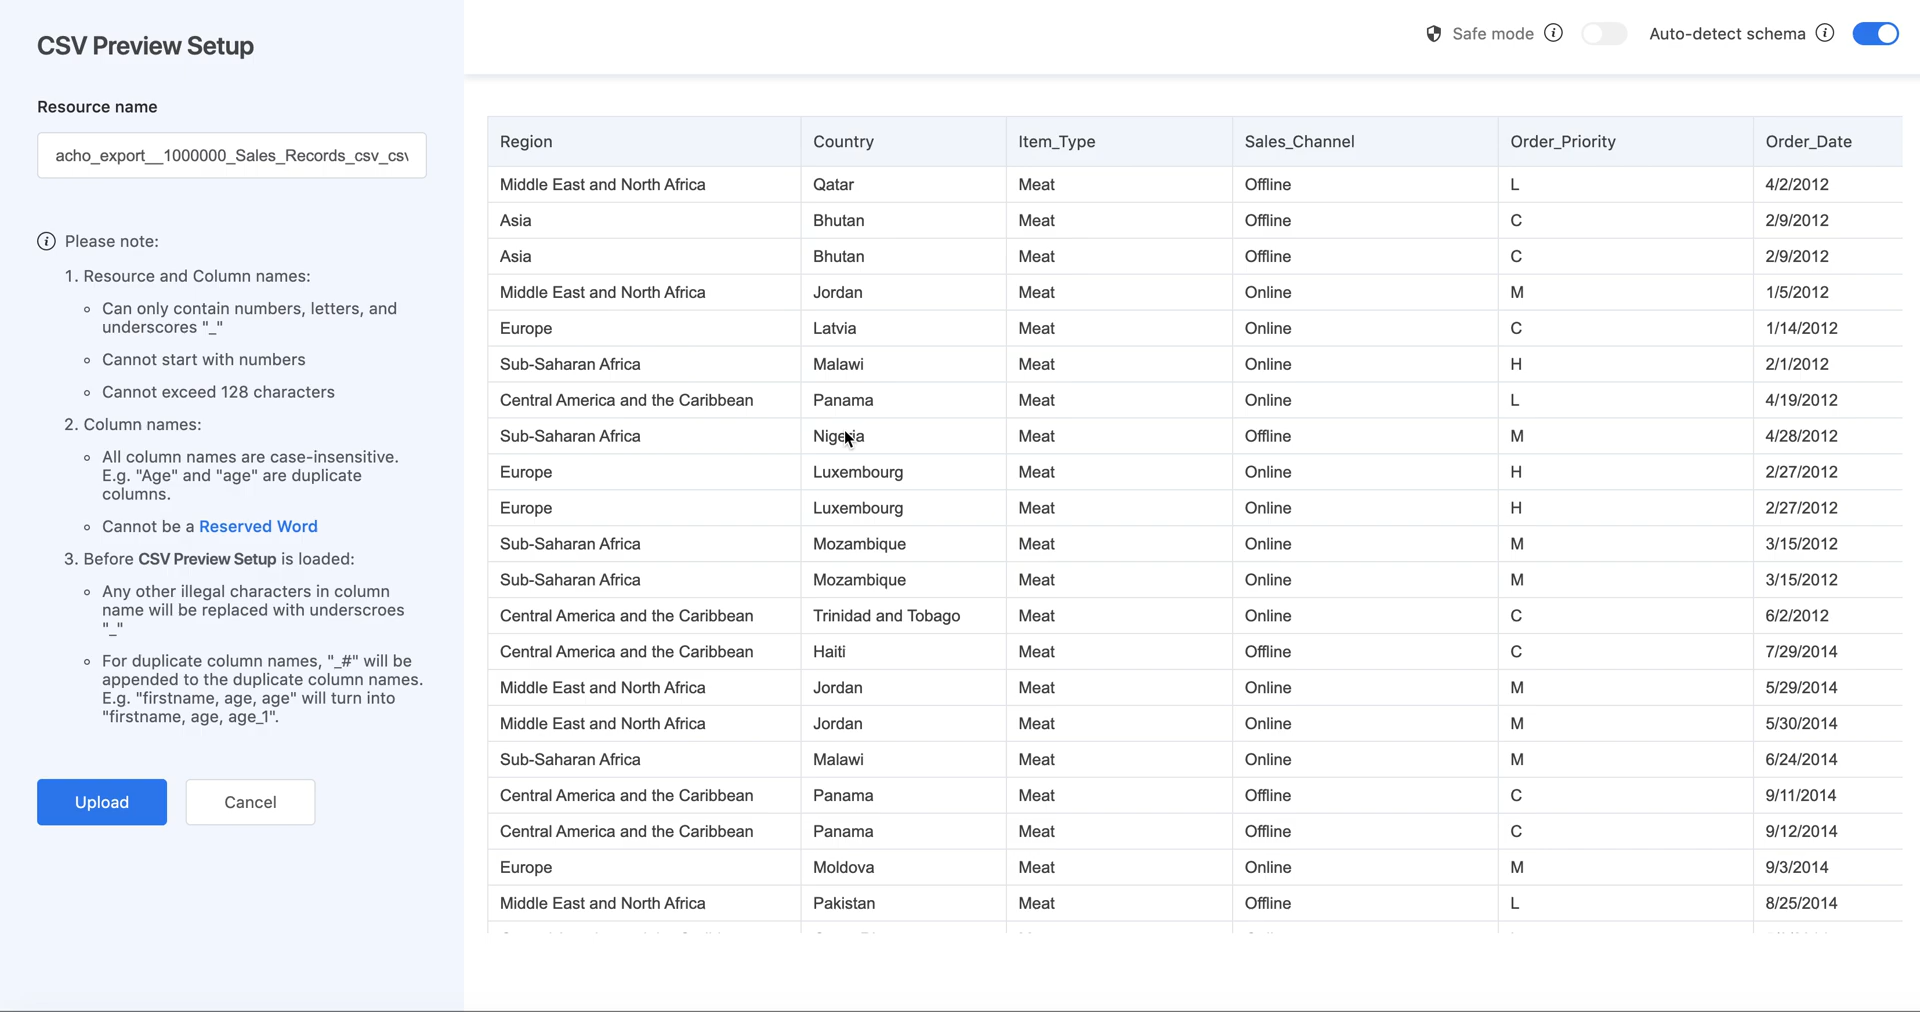 CSV Preview Setup
Resource name
acho_export__1000000_Sales_Records_csv_csv
Please note:
1. Resource and Column names:
Can only contain numbers, letters, and
underscores "_"
Cannot start with numbers
Cannot exceed 128 characters
2. Column names:
All column names are case-insensitive.
E.g. "Age" and "age" are duplicate
columns.
Cannot be a Reserved Word
3. Before CSV Preview Setup is loaded:
Any other illegal characters in column
name will be replaced with underscroes
"_"
For duplicate column names, "_#" will be
appended to the duplicate column names.
E.g. "firstname, age, age" will turn into
"firstname, age, age_1".
Upload Cancel
Safe mode Auto-detect schema
Region Country Item_Type Sales_Channel Order_Priority Order_Date
Middle East and North Africa Qatar Meat Offline L 4/2/2012
Asia Bhutan Meat Offline C 2/9/2012
Asia Bhutan Meat Offline C 2/9/2012
Middle East and North Africa Jordan Meat Online M 1/5/2012
Europe Latvia Meat Online C 1/14/2012
Sub-Saharan Africa Malawi Meat Online H 2/1/2012
Central America and the Caribbean Panama Meat Online L 4/19/2012
Sub-Saharan Africa Nigeria Meat Offline M 4/28/2012
Europe Luxembourg Meat Online H 2/27/2012
Europe Luxembourg Meat Online H 2/27/2012
Sub-Saharan Africa Mozambique Meat Online M 3/15/2012
Sub-Saharan Africa Mozambique Meat Online M 3/15/2012
Central America and the Caribbean Trinidad and Tobago Meat Online C 6/2/2012
Central America and the Caribbean Haiti Meat Offline C 7/29/2014
Middle East and North Africa Jordan Meat Online M 5/29/2014
Middle East and North Africa Jordan Meat Online M 5/30/2014
Sub-Saharan Africa Malawi Meat Online M 6/24/2014
Central America and the Caribbean Panama Meat Offline C 9/11/2014
Central America and the Caribbean Panama Meat Offline C 9/12/2014
Europe Moldova Meat Online M 9/3/2014
Middle East and North Africa Pakistan Meat Offline L 8/25/2014